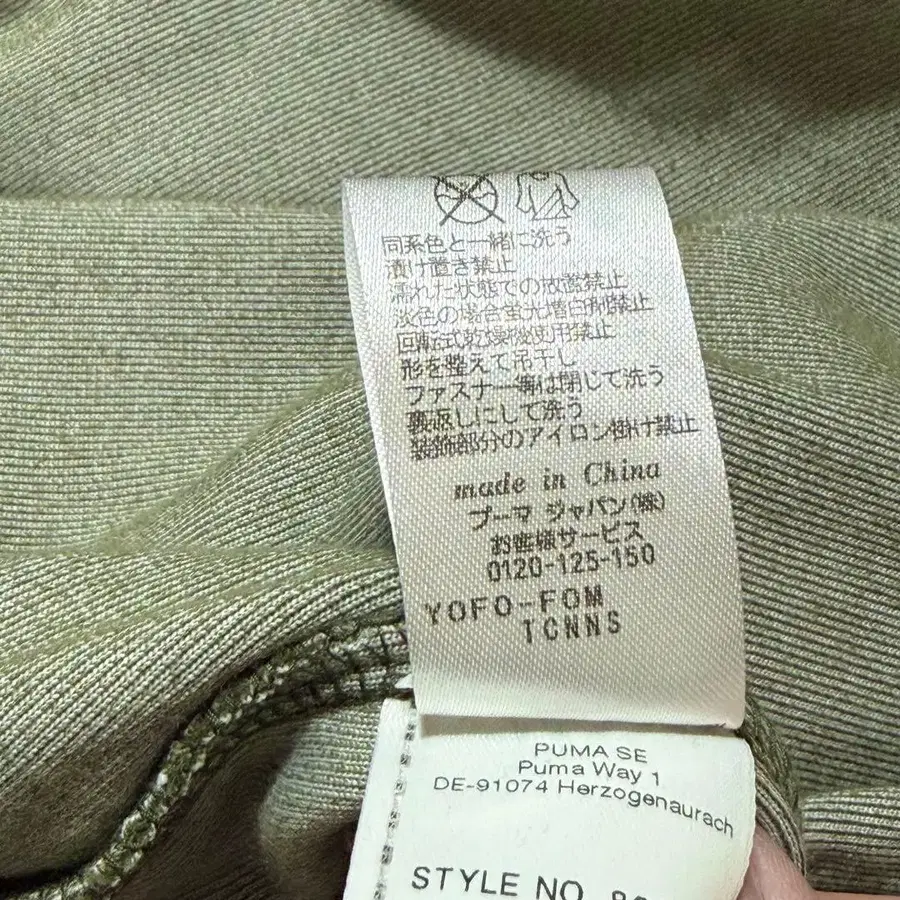 同系色と一緒に洗う
漬け置き禁止
濡れた状態での放置禁止
淡色の場合蛍光増白剤禁止
回転式乾燥機使用禁止
形を整えて吊干し
ファスナー等は閉じて洗う
裏返しにして洗う
装飾部分のアイロン掛け禁止
made in China
プーマ ジャパン(株)
お客様サービス
0120-125-150
YOFO-FOM
TCNNS
PUMA SE
Puma Way 1
DE-91074 Herzogenaurach
STYLE NO